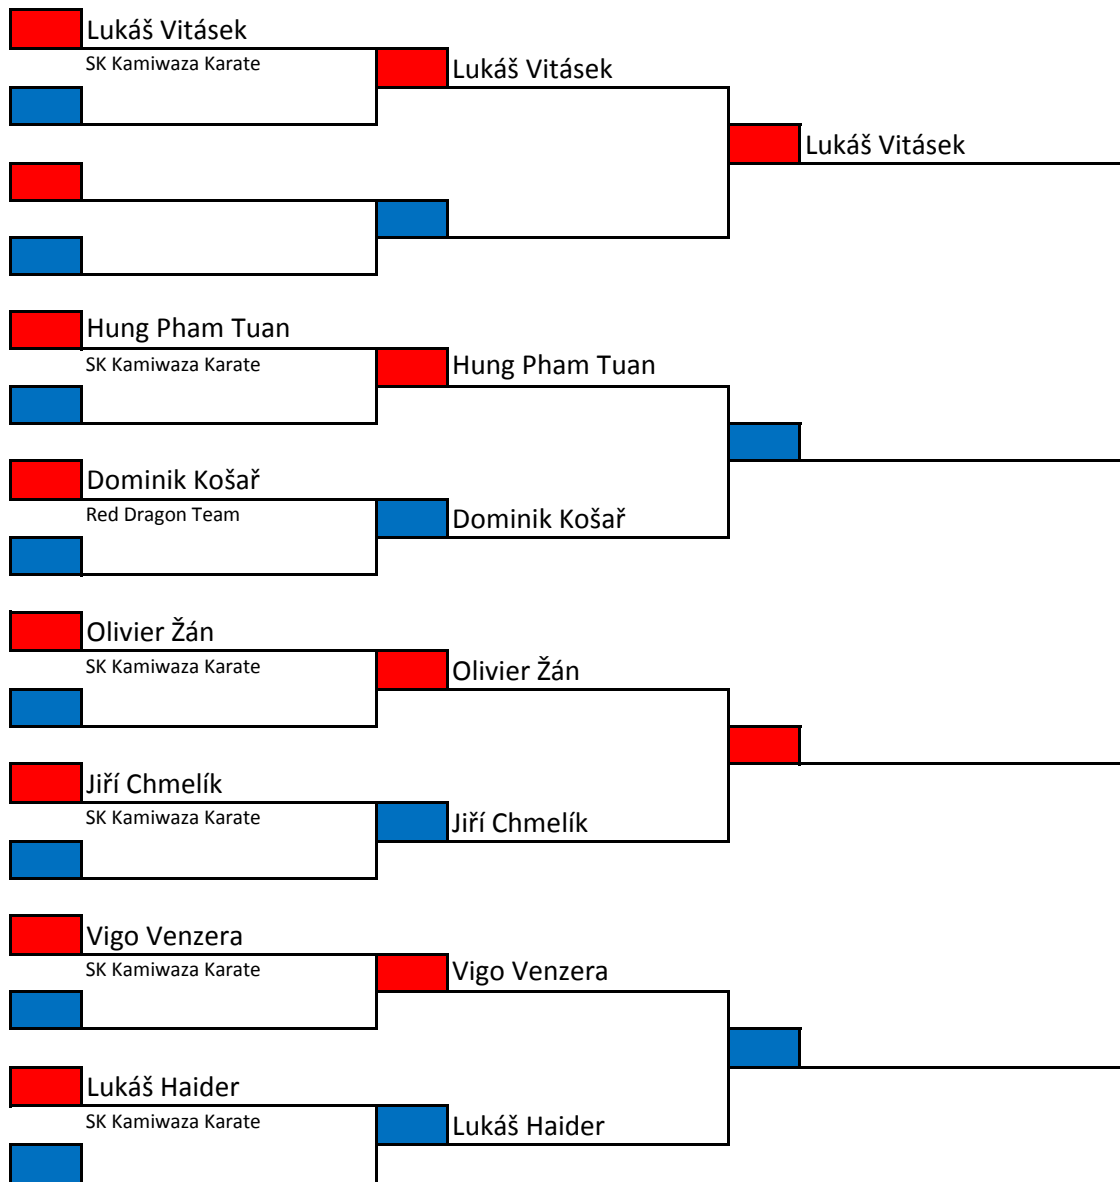 Lukáš Vitásek
SK Kamiwaza Karate
Lukáš Vitásek
Lukáš Vitásek
Hung Pham Tuan
SK Kamiwaza Karate
Hung Pham Tuan
Dominik Košař
Red Dragon Team
Dominik Košař
Olivier Žán
SK Kamiwaza Karate
Olivier Žán
Jiří Chmelík
SK Kamiwaza Karate
Jiří Chmelík
Vigo Venzera
SK Kamiwaza Karate
Vigo Venzera
Lukáš Haider
SK Kamiwaza Karate
Lukáš Haider